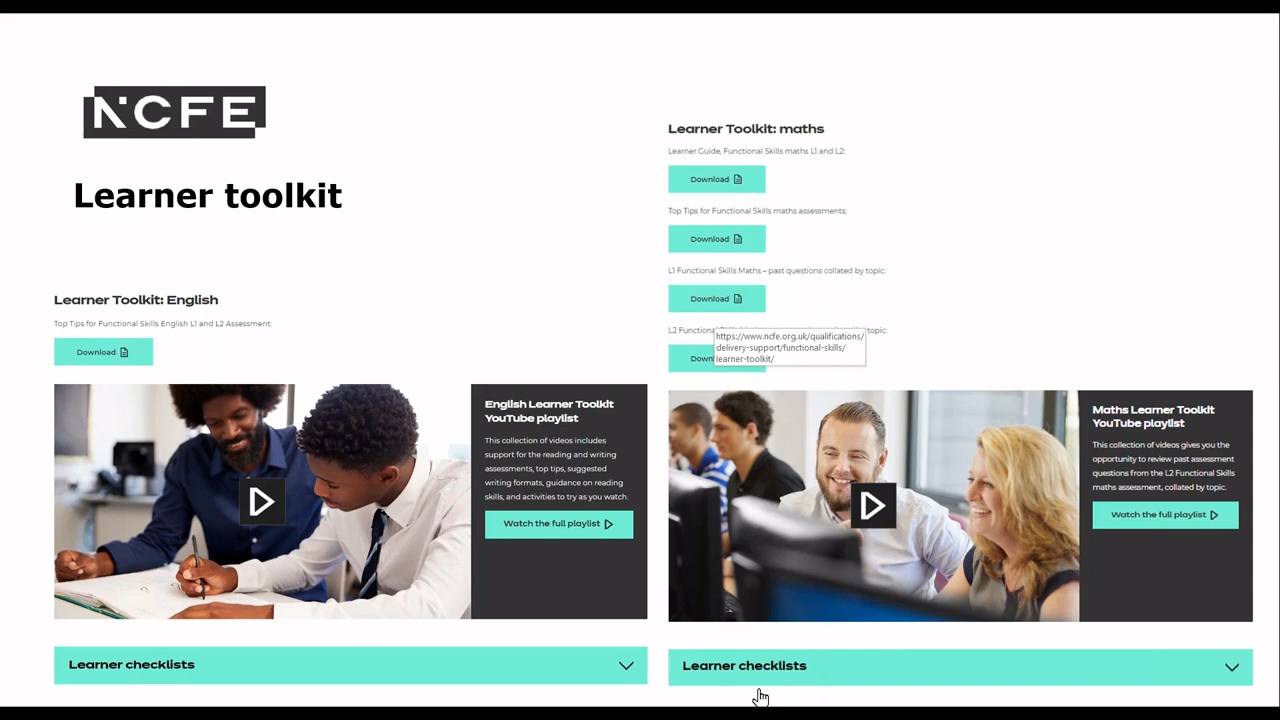 NCFE
Learner toolkit
Learner Toolkit: English
Top Tips for Functional Skills English L1 and L2 Assessment:
Download
English Learner Toolkit
YouTube playlist
This collection of videos includes
support for the reading and writing
assessments, top tips, suggested
writing formats, guidance on reading
skills, and activities to try as you watch.
Watch the full playlist
Learner checklists
Learner Toolkit: maths
Learner Guide, Functional Skills maths L1 and L2:
Download
Top Tips for Functional Skills maths assessments:
Download
L1 Functional Skills Maths – past questions collated by topic:
Download
L2 Functional topic:
https://www.ncfe.org.uk/qualifications/
delivery-support/functional-skills/
learner-toolkit/
Maths Learner Toolkit
YouTube playlist
This collection of videos gives you the
opportunity to review past assessment
questions from the L2 Functional Skills
maths assessment, collated by topic.
Watch the full playlist
Learner checklists